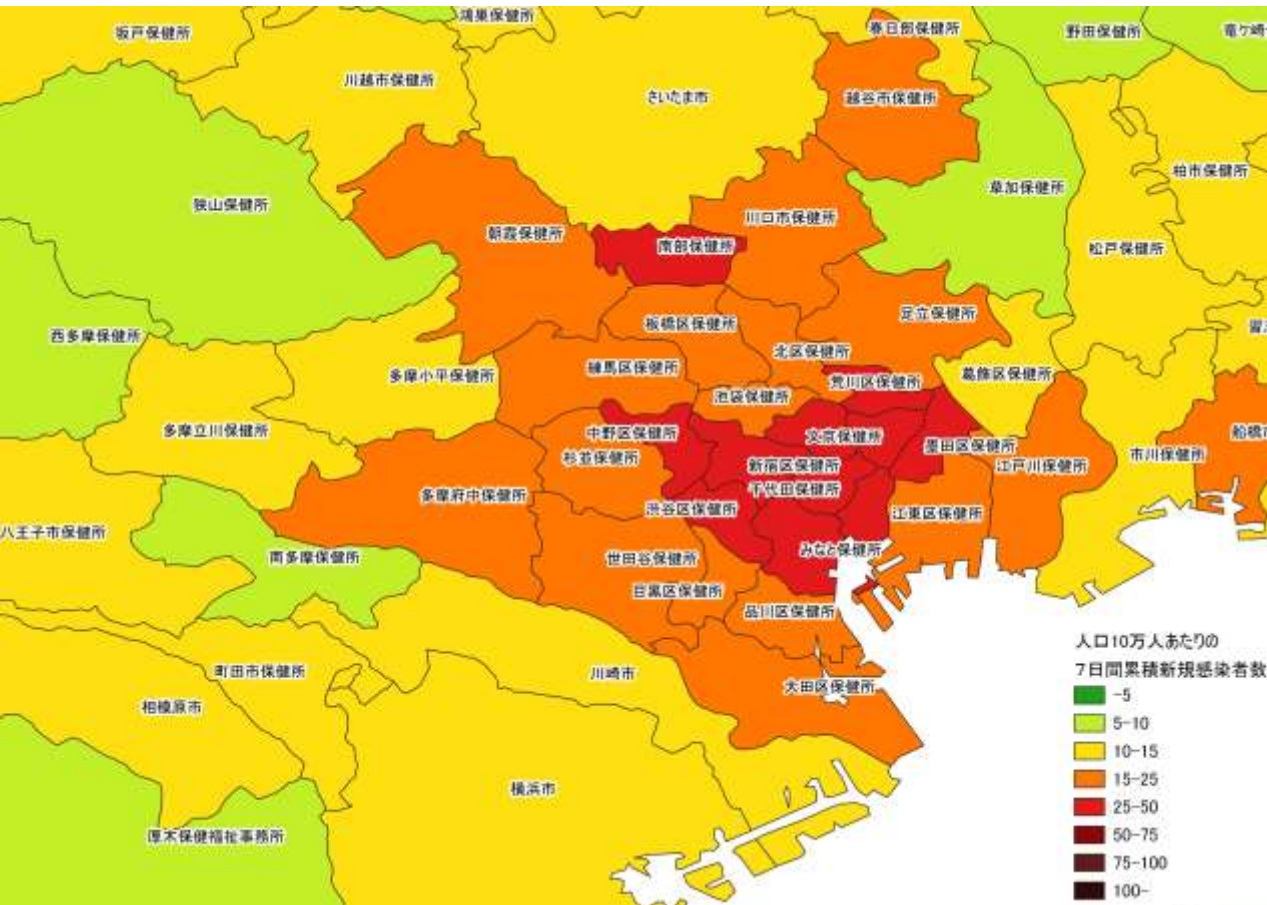 鴻巣保健所
坂戸保健所
春日部保健所
野田保健所
竜ケ崎
川越市保健所
さいたま市
越谷市保健所
柏市保健所
草加保健所
狭山保健所
川口市保健所
朝霞保健所
南部保健所
松戸保健所
足立保健所
板橋区保健所
西多摩保健所
北区保健所
練馬区保健所
多摩小平保健所
荒川区保健所
葛飾区保健所
池袋保健所
多摩立川保健所
中野区保健所
文京保健所
船橋
墨田区保健所
市川保健所
杉並保健所
新宿区保健所
江戸川保健所
千代田保健所
多摩府中保健所
渋谷区保健所
江東区保健所
八王子市保健所
みなと保健所
南多摩保健所
世田谷保健所
目黒区保健所
品川区保健所
町田市保健所
川崎市
大田区保健所
相模原市
横浜市
厚木保健福祉事務所
人口10万人あたりの
7日間累積新規感染者数
-5
5-10
10-15
15-25
25-50
50-75
75-100
100-